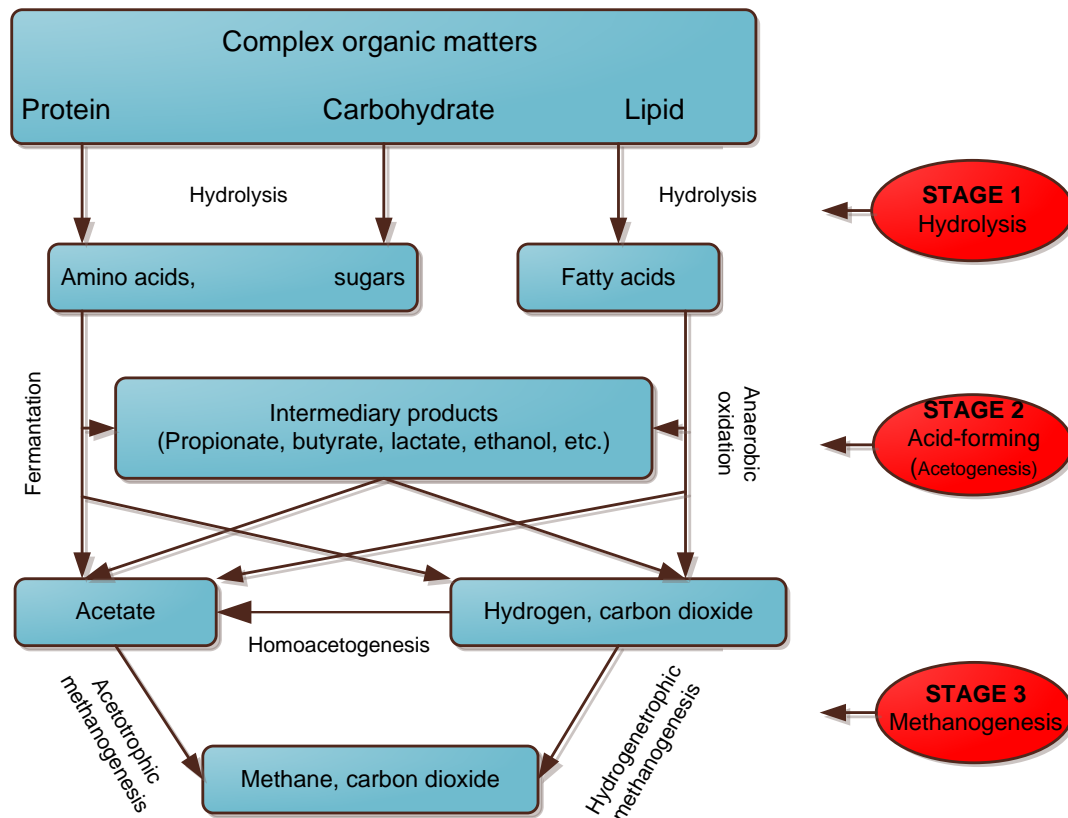 Complex organic matters
Protein Carbohydrate Lipid
Hydrolysis
Hydrolysis
STAGE 1
Hydrolysis
Amino acids, sugars
Fatty acids
Fermantation
Intermediary products
(Propionate, butyrate, lactate, ethanol, etc.)
Anaerobic
oxidation
STAGE 2
Acid-forming
(Acetogenesis)
Acetate
Hydrogen, carbon dioxide
Homoacetogenesis
Acetotrophic
methanogenesis
Hydrogenetrophic
methanogenesis
STAGE 3
Methanogenesis
Methane, carbon dioxide